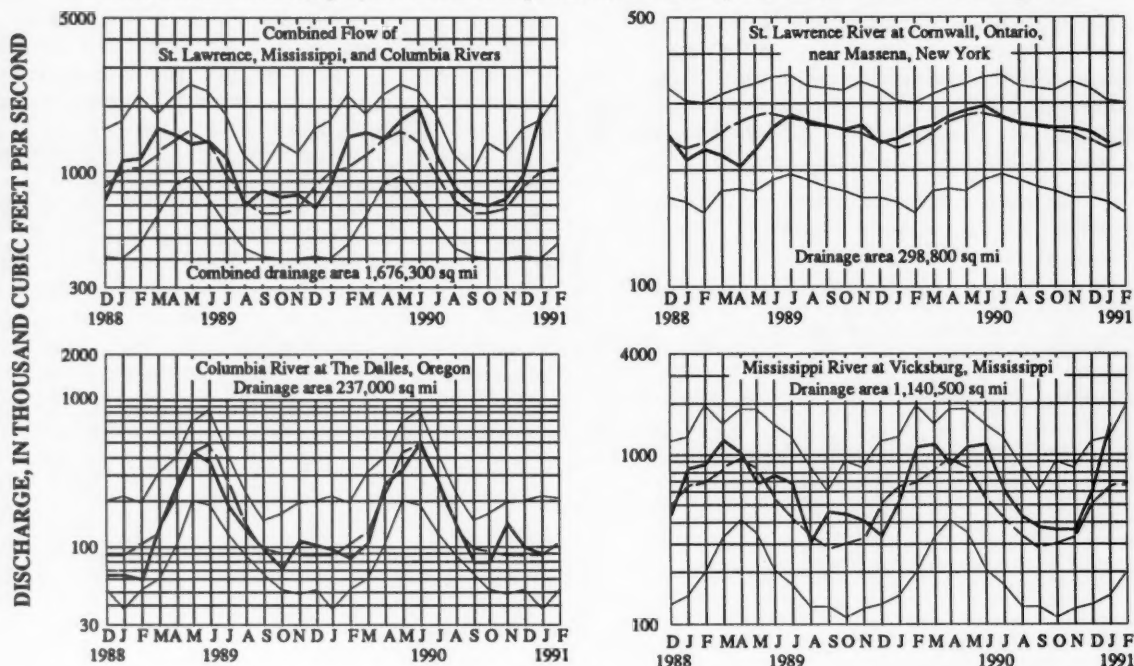 DISCHARGE, IN THOUSAND CUBIC FEET PER SECOND
5000
1000
300
Combined Flow of
St. Lawrence, Mississippi, and Columbia Rivers
Combined drainage area 1,676,300 sq mi
D J F M A M J J A S O N D J F M A M J J A S O N D J F
1988 1989 1990 1991
500
100
St. Lawrence River at Cornwall, Ontario,
near Massena, New York
Drainage area 298,800 sq mi
D J F M A M J J A S O N D J F M A M J J A S O N D J F
1988 1989 1990 1991
2000
1000
100
30
Columbia River at The Dalles, Oregon
Drainage area 237,000 sq mi
D J F M A M J J A S O N D J F M A M J J A S O N D J F
1988 1989 1990 1991
4000
1000
100
Mississippi River at Vicksburg, Mississippi
Drainage area 1,140,500 sq mi
D J F M A M J J A S O N D J F M A M J J A S O N D J F
1988 1989 1990 1991